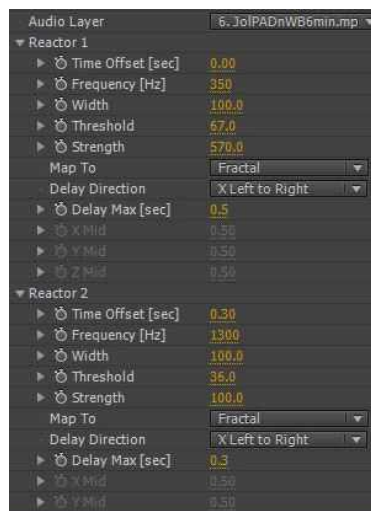 Audio Layer 6. JolPADnWB6min.mp
Reactor 1
Time Offset [sec] 0.00
Frequency [Hz] 350
Width 100.0
Threshold 67.0
Strength 570.0
Map To Fractal
Delay Direction X Left to Right
Delay Max [sec] 0.5
X Mid 0.50
Y Mid 0.50
Z Mid 0.50
Reactor 2
Time Offset [sec] 0.30
Frequency [Hz] 1300
Width 100.0
Threshold 36.0
Strength 100.0
Map To Fractal
Delay Direction X Left to Right
Delay Max [sec] 0.3
X Mid 0.50
Y Mid 0.50